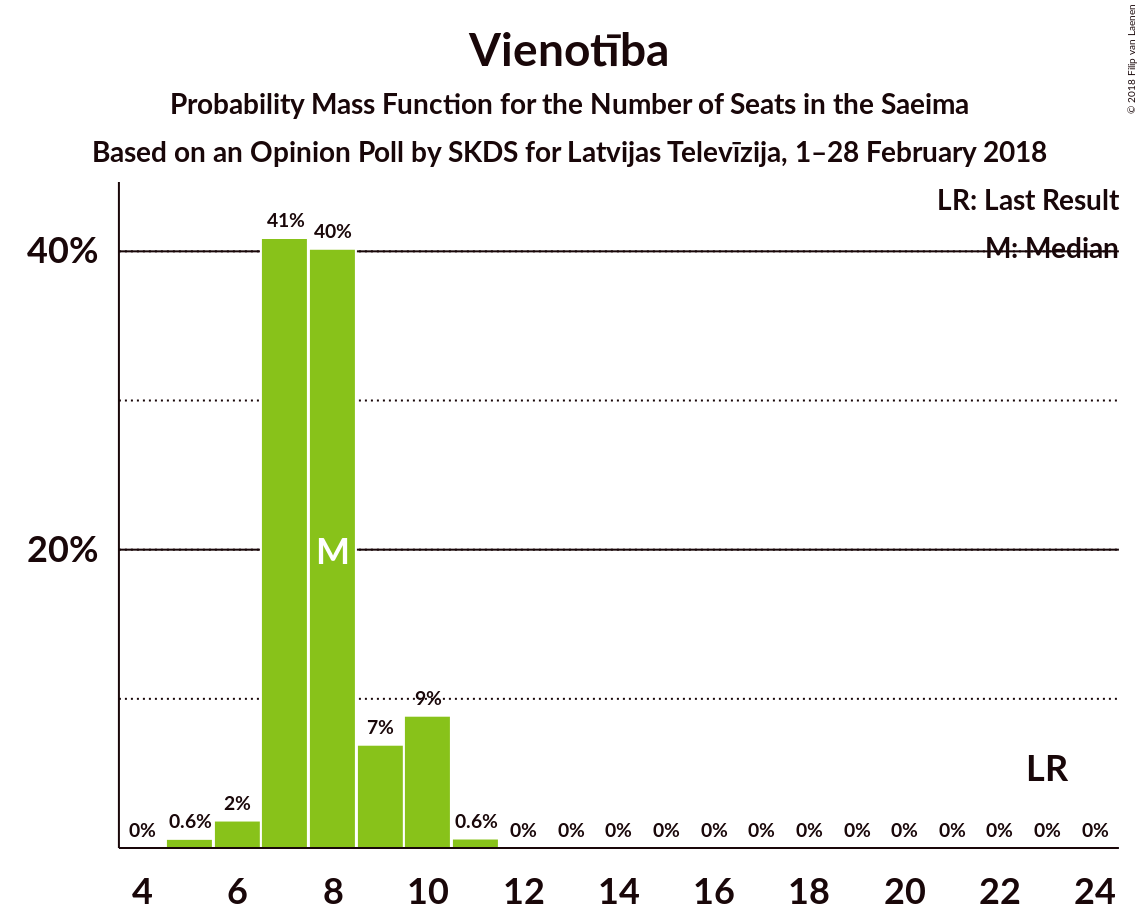 Vienotība
Probability Mass Function for the Number of Seats in the Saeima
Based on an Opinion Poll by SKDS for Latvijas Televīzija, 1–28 February 2018
© 2018 Filip van Laenen
LR: Last Result
M: Median
40%
20%
41%
40%
M
9%
7%
LR
2%
0% 0.6% 0.6% 0% 0% 0% 0% 0% 0% 0% 0% 0% 0% 0% 0% 0%
4 6 8 10 12 14 16 18 20 22 24